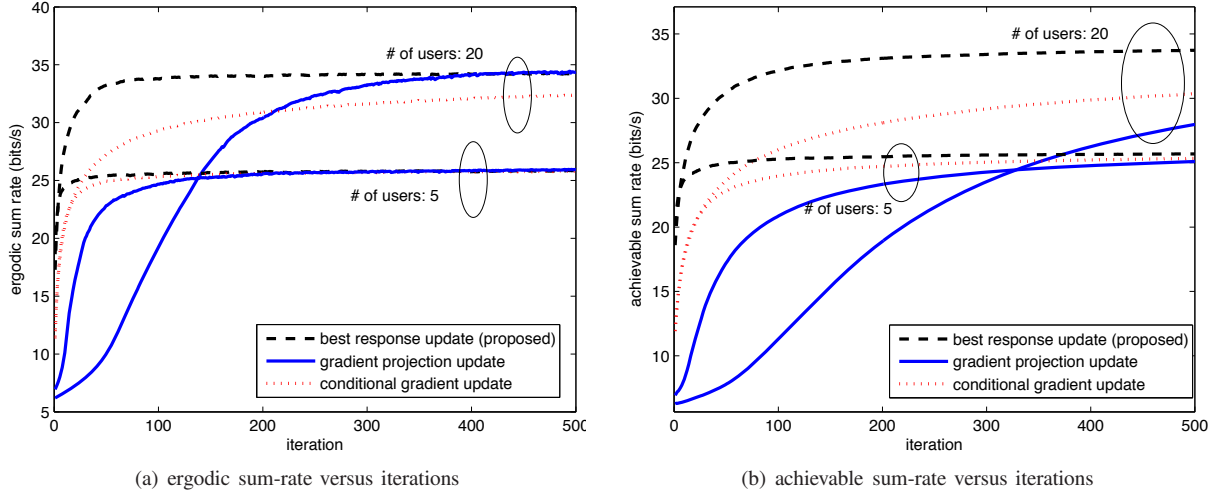 40
35
30
25
20
15
10
5
0
100
200
300
400
500
ergodic sum rate (bits/s)
iteration
# of users: 20
# of users: 5
best response update (proposed)
gradient projection update
conditional gradient update
(a) ergodic sum-rate versus iterations
35
30
25
20
15
10
0
100
200
300
400
500
achievable sum rate (bits/s)
iteration
# of users: 20
# of users: 5
best response update (proposed)
gradient projection update
conditional gradient update
(b) achievable sum-rate versus iterations